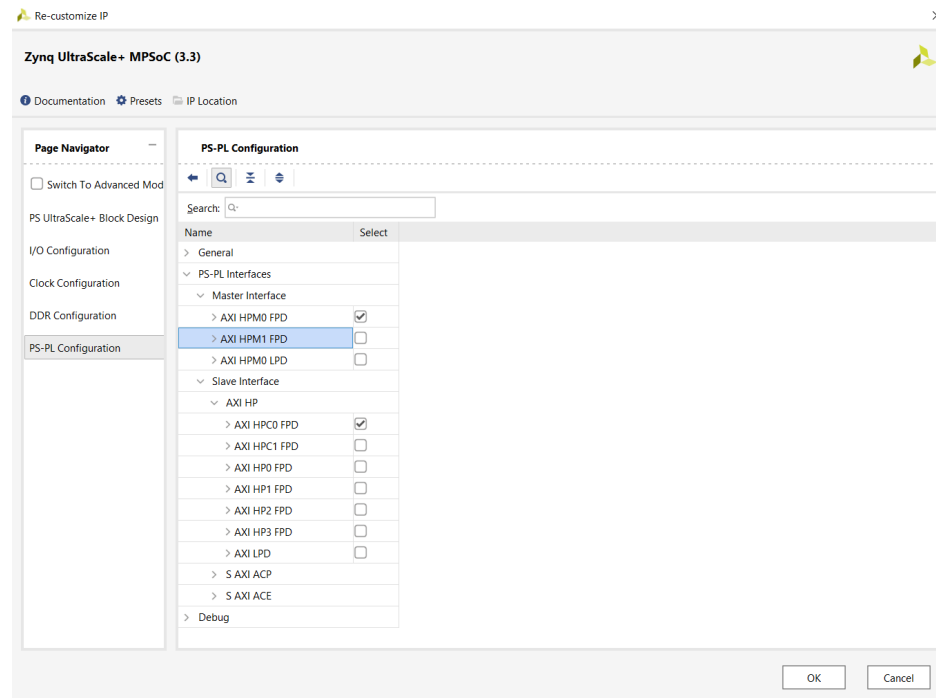 Re-customize IP
Zynq UltraScale+ MPSoC (3.3)
Documentation Presets IP Location
Page Navigator
Switch To Advanced Mod
PS UltraScale+ Block Design
I/O Configuration
Clock Configuration
DDR Configuration
PS-PL Configuration
PS-PL Configuration
Search:
Name Select
General
PS-PL Interfaces
Master Interface
AXI HPM0 FPD
AXI HPM1 FPD
AXI HPM0 LPD
Slave Interface
AXI HP
AXI HPC0 FPD
AXI HPC1 FPD
AXI HP0 FPD
AXI HP1 FPD
AXI HP2 FPD
AXI HP3 FPD
AXI LPD
S AXI ACP
S AXI ACE
Debug
OK Cancel